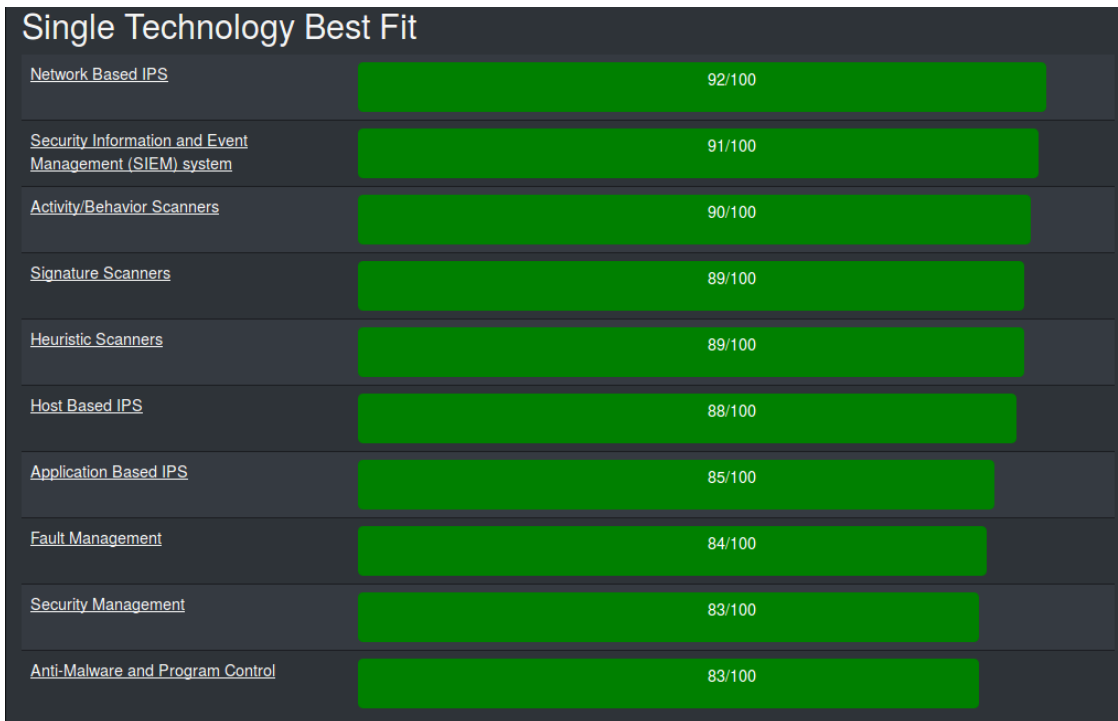 Single Technology Best Fit
Network Based IPS
92/100
Security Information and Event
Management (SIEM) system
91/100
Activity/Behavior Scanners
90/100
Signature Scanners
89/100
Heuristic Scanners
89/100
Host Based IPS
88/100
Application Based IPS
85/100
Fault Management
84/100
Security Management
83/100
Anti-Malware and Program Control
83/100